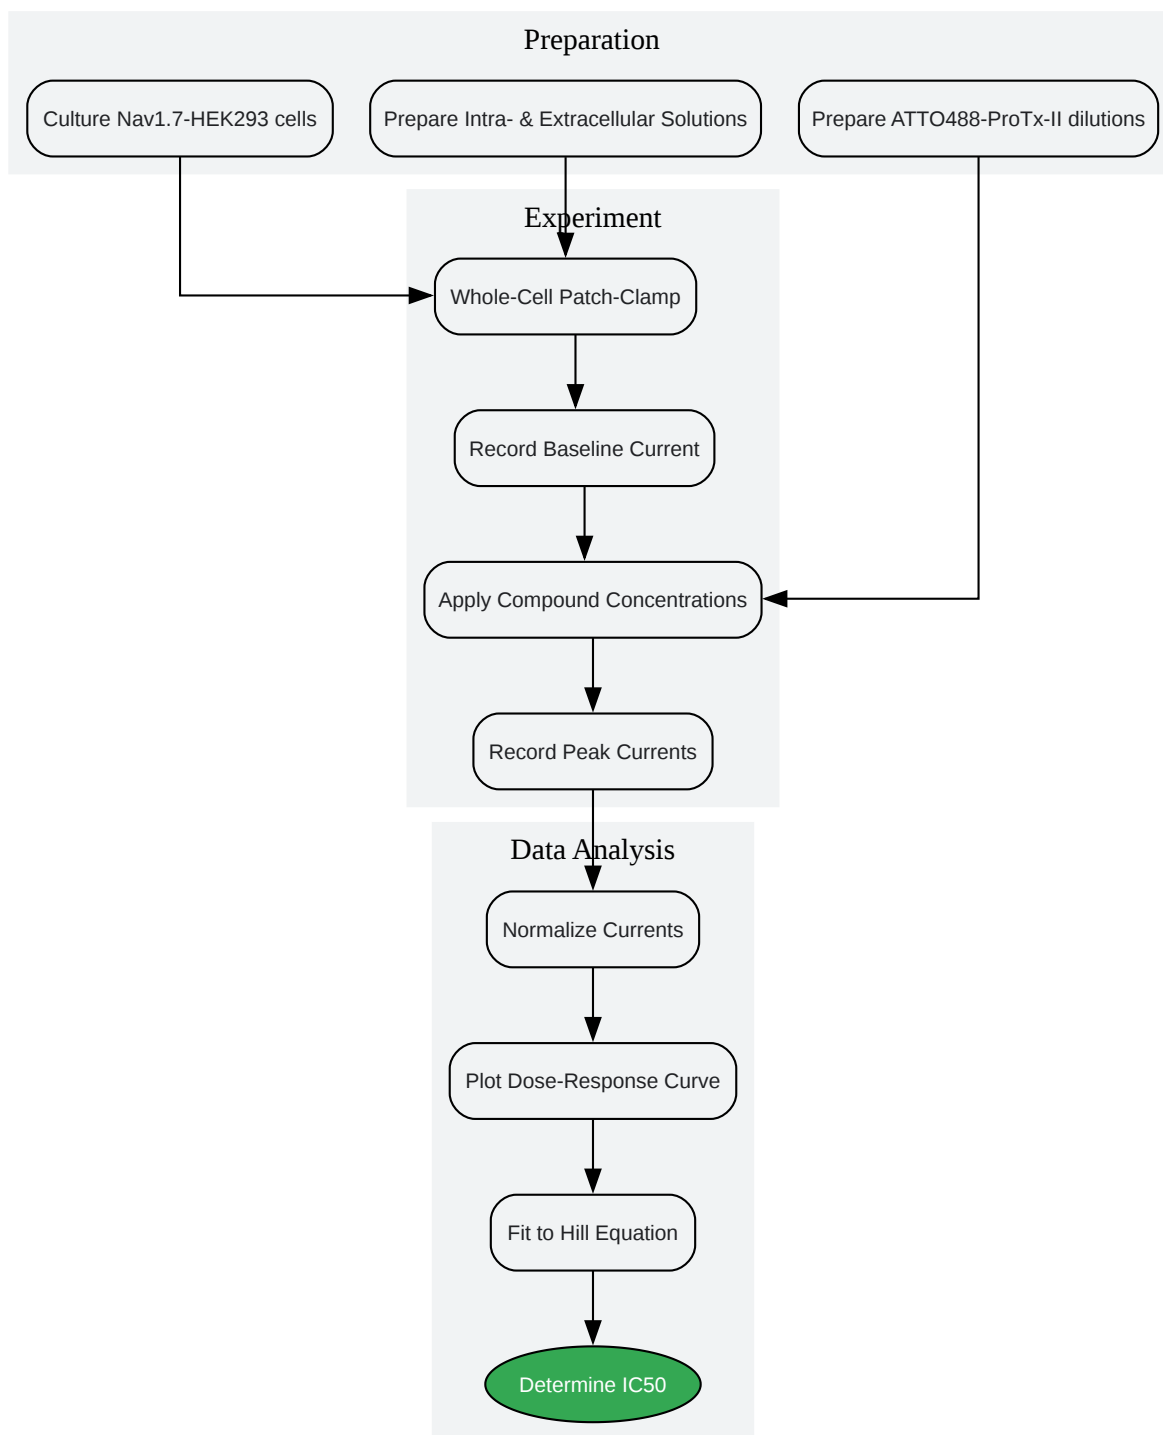 Preparation
Culture Nav1.7-HEK293 cells
Prepare Intra- & Extracellular Solutions
Prepare ATTO488-ProTx-II dilutions
Experiment
Whole-Cell Patch-Clamp
Record Baseline Current
Apply Compound Concentrations
Record Peak Currents
Data Analysis
Normalize Currents
Plot Dose-Response Curve
Fit to Hill Equation
Determine IC50